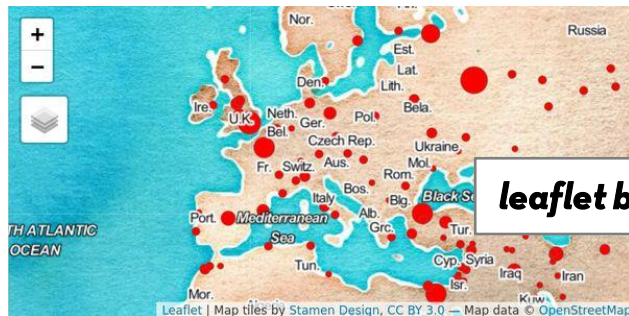 +
−
Nor.
Russia
Est.
Lat.
Den.
Lith.
Ire.
U.K.
Neth.
Ger.
Pol.
Bela.
Bel.
Czech Rep.
Ukraine
Fr.
Switz.
Aus.
Mol.
Rom.
Bos.
Italy
Blg.
Black Se
leaflet b
Port.
Mediterranean
Sea
Alb.
Grc.
Tur.
TH ATLANTIC
OCEAN
Tun.
Cyp.
Syria
Isr.
Iraq
Iran
Mor.
Kuw.
Leaflet | Map tiles by Stamen Design, CC BY 3.0 — Map data © OpenStreetMap